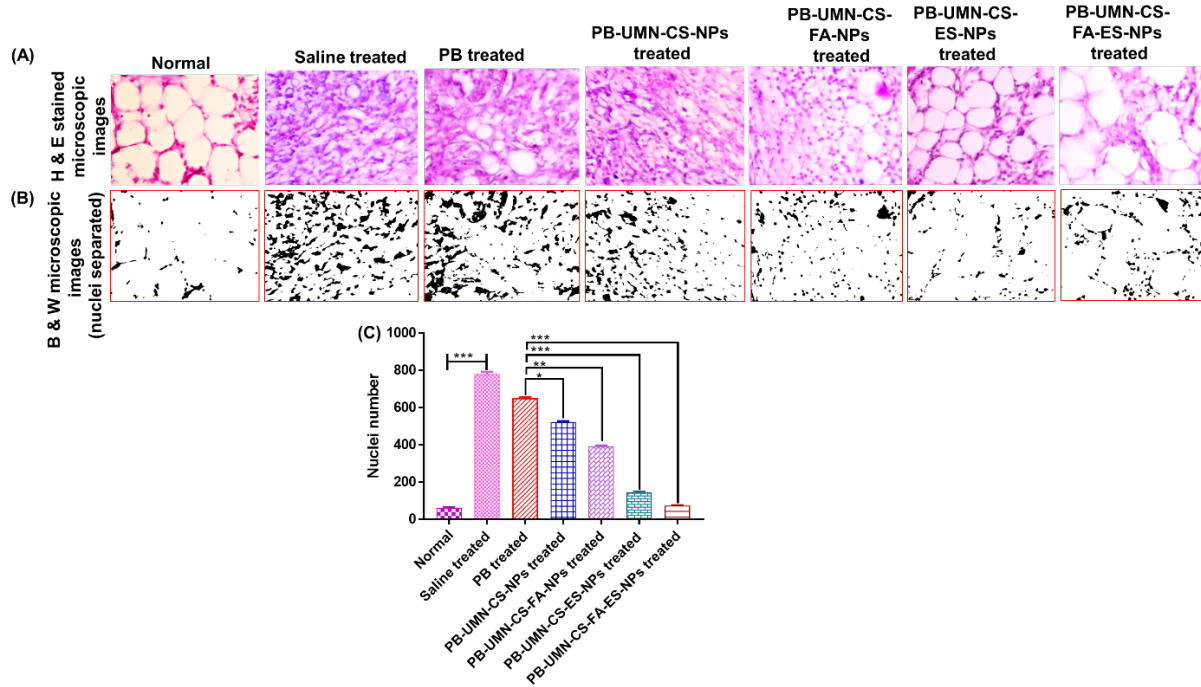 (A)
H & E stained
microscopic
images
Normal
Saline treated
PB treated
PB-UMN-CS-NPs
treated
PB-UMN-CS-
FA-NPs
treated
PB-UMN-CS-
ES-NPs
treated
PB-UMN-CS-
FA-ES-NPs
treated
(B)
B & W microscopic
images
(nuclei separated)
(C)
Nuclei number
1000
800
600
400
200
0
***
***
***
**
*
Normal
Saline treated
PB treated
PB-UMN-CS-NPs treated
PB-UMN-CS-FA-NPs treated
PB-UMN-CS-ES-NPs treated
PB-UMN-CS-FA-ES-NPs treated